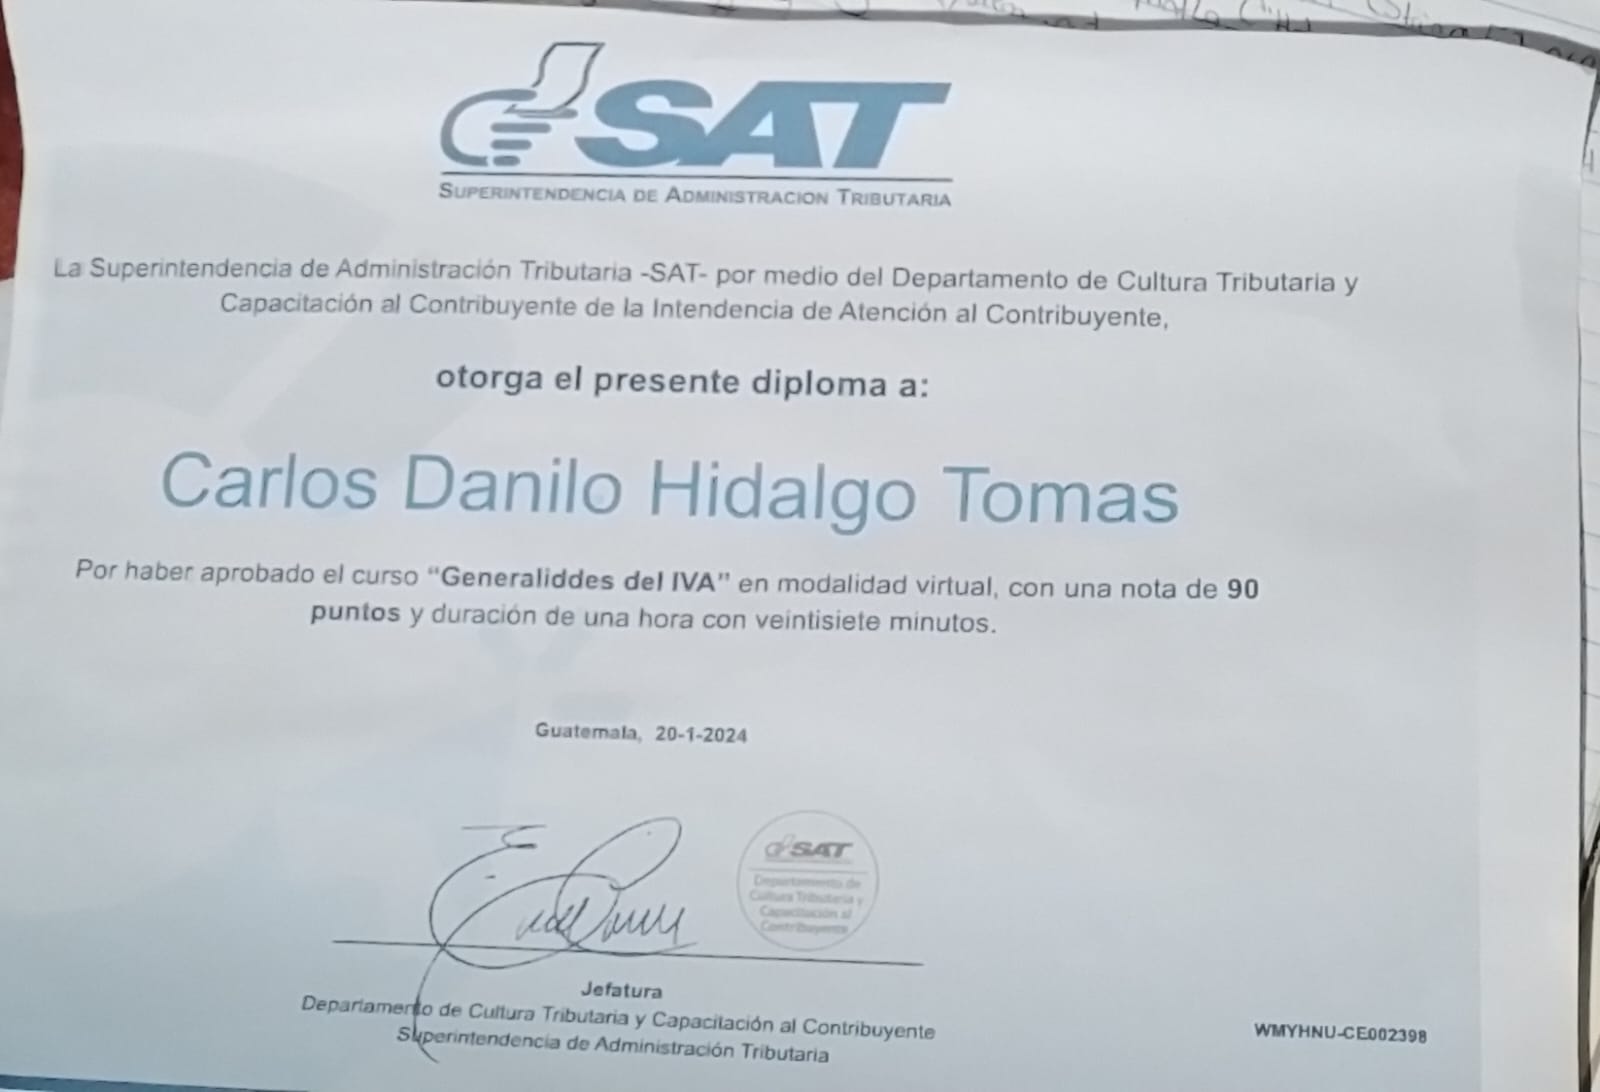 SAT
SUPERINTENDENCIA DE ADMINISTRACION TRIBUTARIA
La Superintendencia de Administración Tributaria -SAT- por medio del Departamento de Cultura Tributaria y
Capacitación al Contribuyente de la Intendencia de Atención al Contribuyente,
otorga el presente diploma a:
Carlos Danilo Hidalgo Tomas
Por haber aprobado el curso “Generaliddes del IVA” en modalidad virtual, con una nota de 90
puntos y duración de una hora con veintisiete minutos.
Guatemala, 20-1-2024
SAT
Departamento de
Cultura Tributaria y
Capacitación al
Contribuyente
Jefatura
Departamento de Cultura Tributaria y Capacitación al Contribuyente
Superintendencia de Administración Tributaria
WMYHNU-CE002398